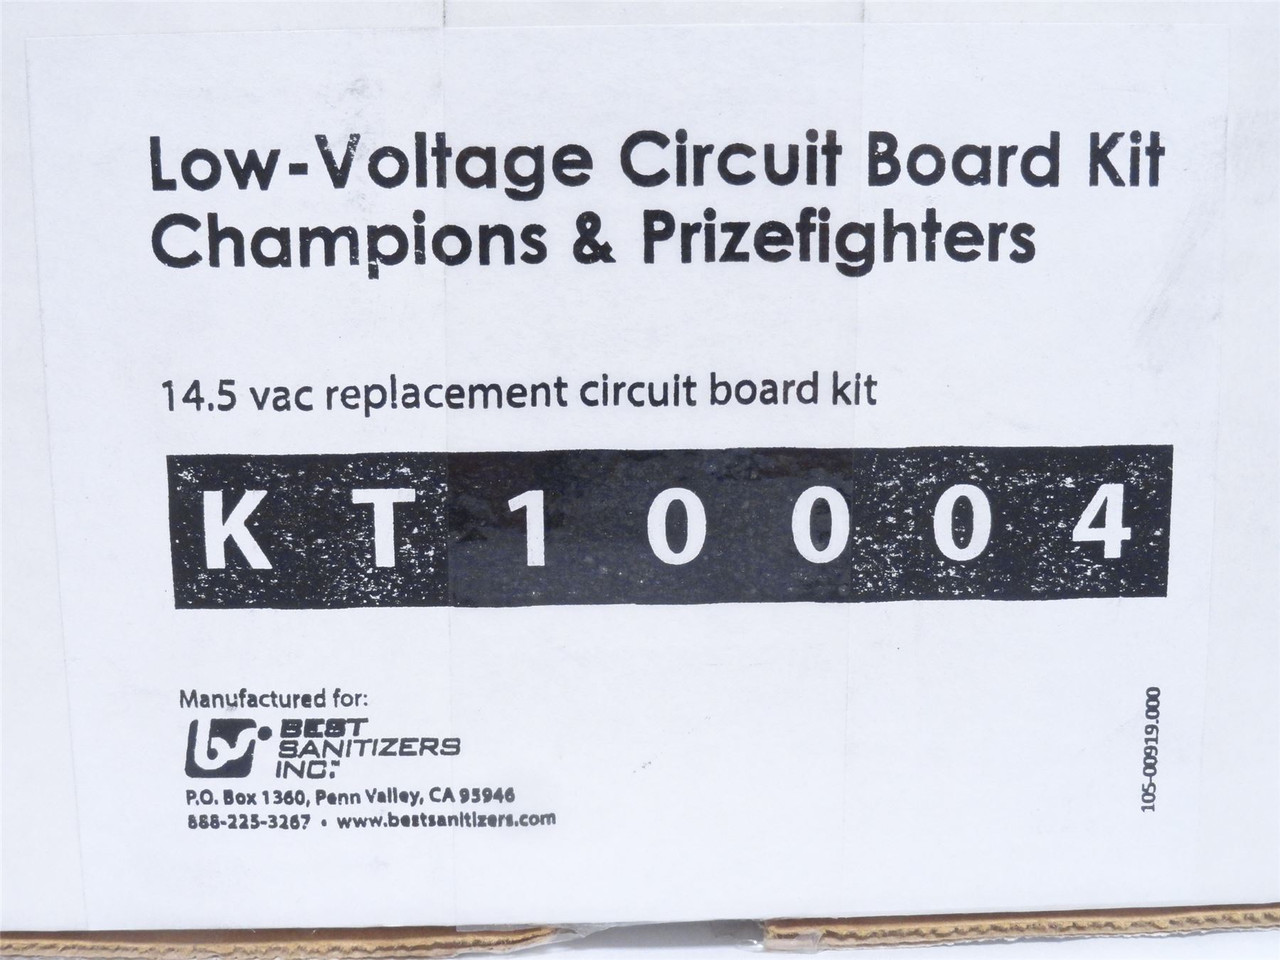 Low-Voltage Circuit Board Kit
Champions & Prizefighters
14.5 vac replacement circuit board kit
KT10004
Manufactured for:
BEST
SANITIZERS
INC.™
P.O. Box 1360, Penn Valley, CA 95946
888-225-3267 • www.bestsanitizers.com
105-00919.000